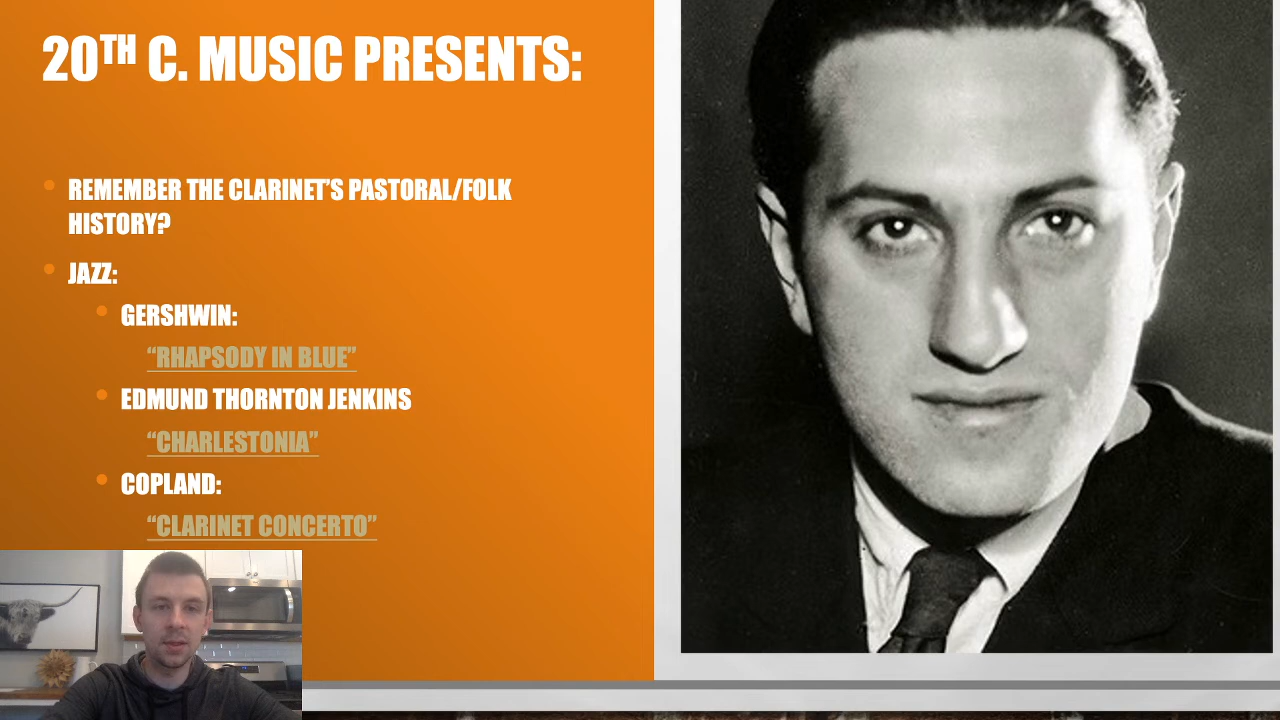 20TH C. MUSIC PRESENTS:
REMEMBER THE CLARINET’S PASTORAL/FOLK
HISTORY?
JAZZ:
GERSHWIN:
“RHAPSODY IN BLUE”
EDMUND THORNTON JENKINS
“CHARLESTONIA”
COPLAND:
“CLARINET CONCERTO”